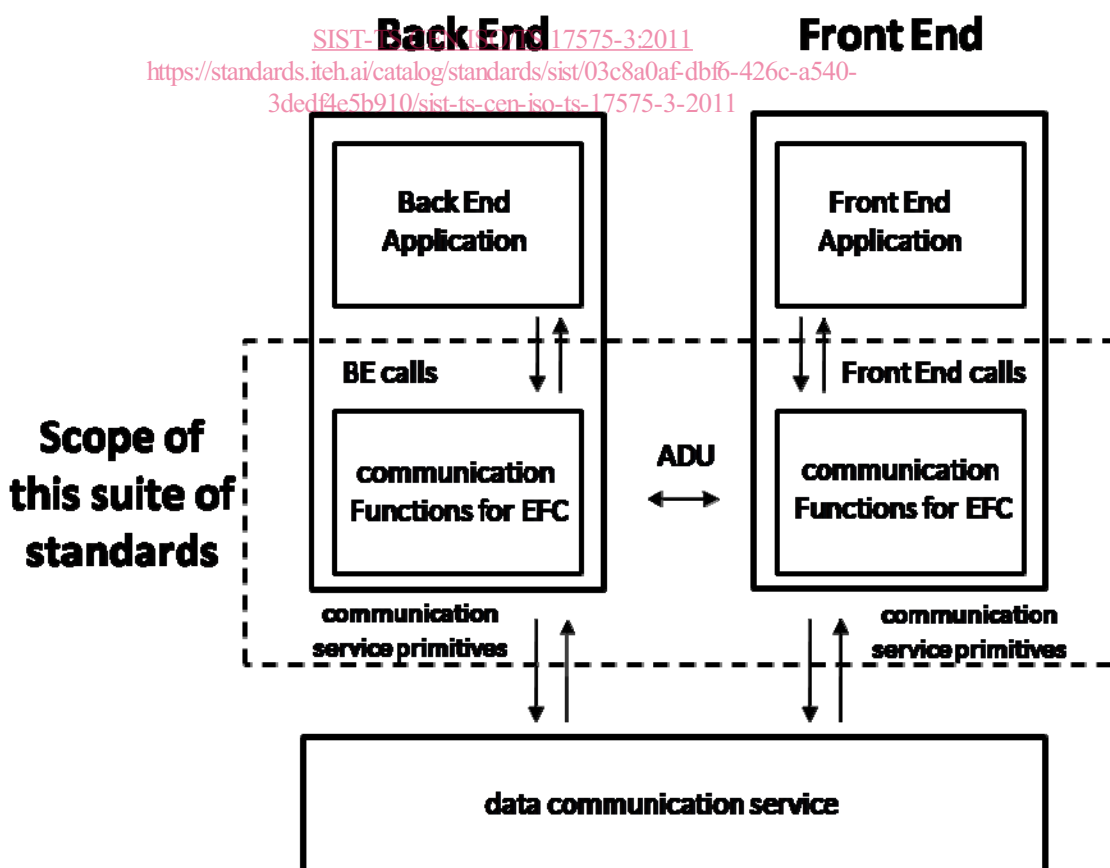 Back End
Front End
SIST-TS CEN ISO/TS 17575-3:2011
https://standards.iteh.ai/catalog/standards/sist/03c8a0af-dbf6-426c-a540-
3dedf4e5b910/sist-ts-cen-iso-ts-17575-3-2011
Back End
Application
Front End
Application
BE calls
Front End calls
Scope of
this suite of
standards
communication
Functions for EFC
ADU
communication
Functions for EFC
communication
service primitives
communication
service primitives
data communication service